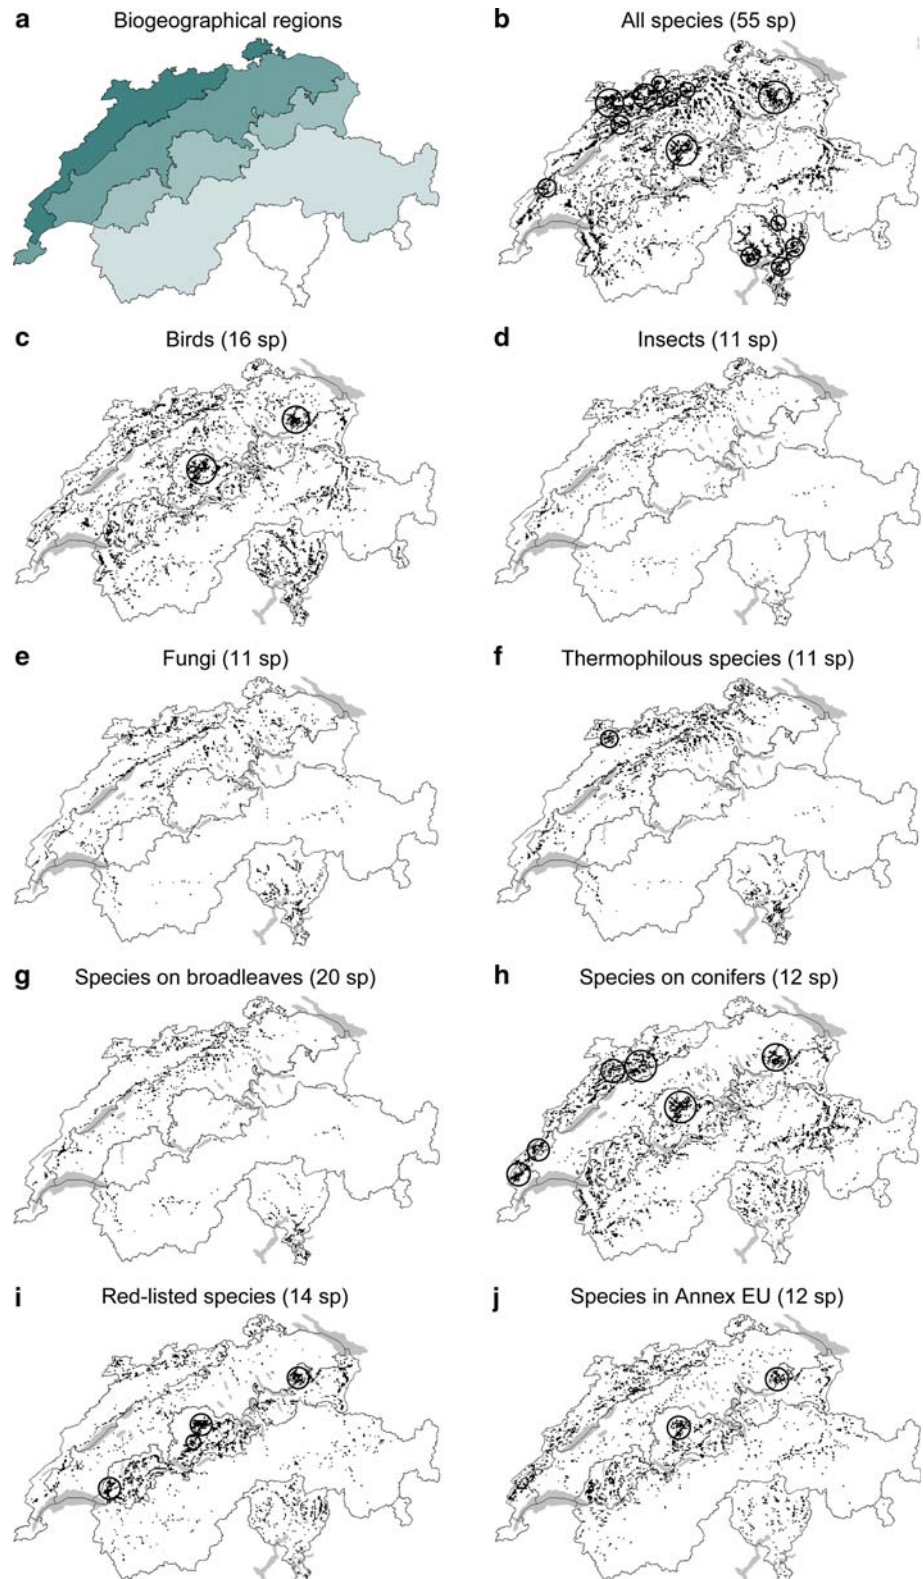 a Biogeographical regions
b All species (55 sp)
c Birds (16 sp)
d Insects (11 sp)
e Fungi (11 sp)
f Thermophilous species (11 sp)
g Species on broadleaves (20 sp)
h Species on conifers (12 sp)
i Red-listed species (14 sp)
j Species in Annex EU (12 sp)